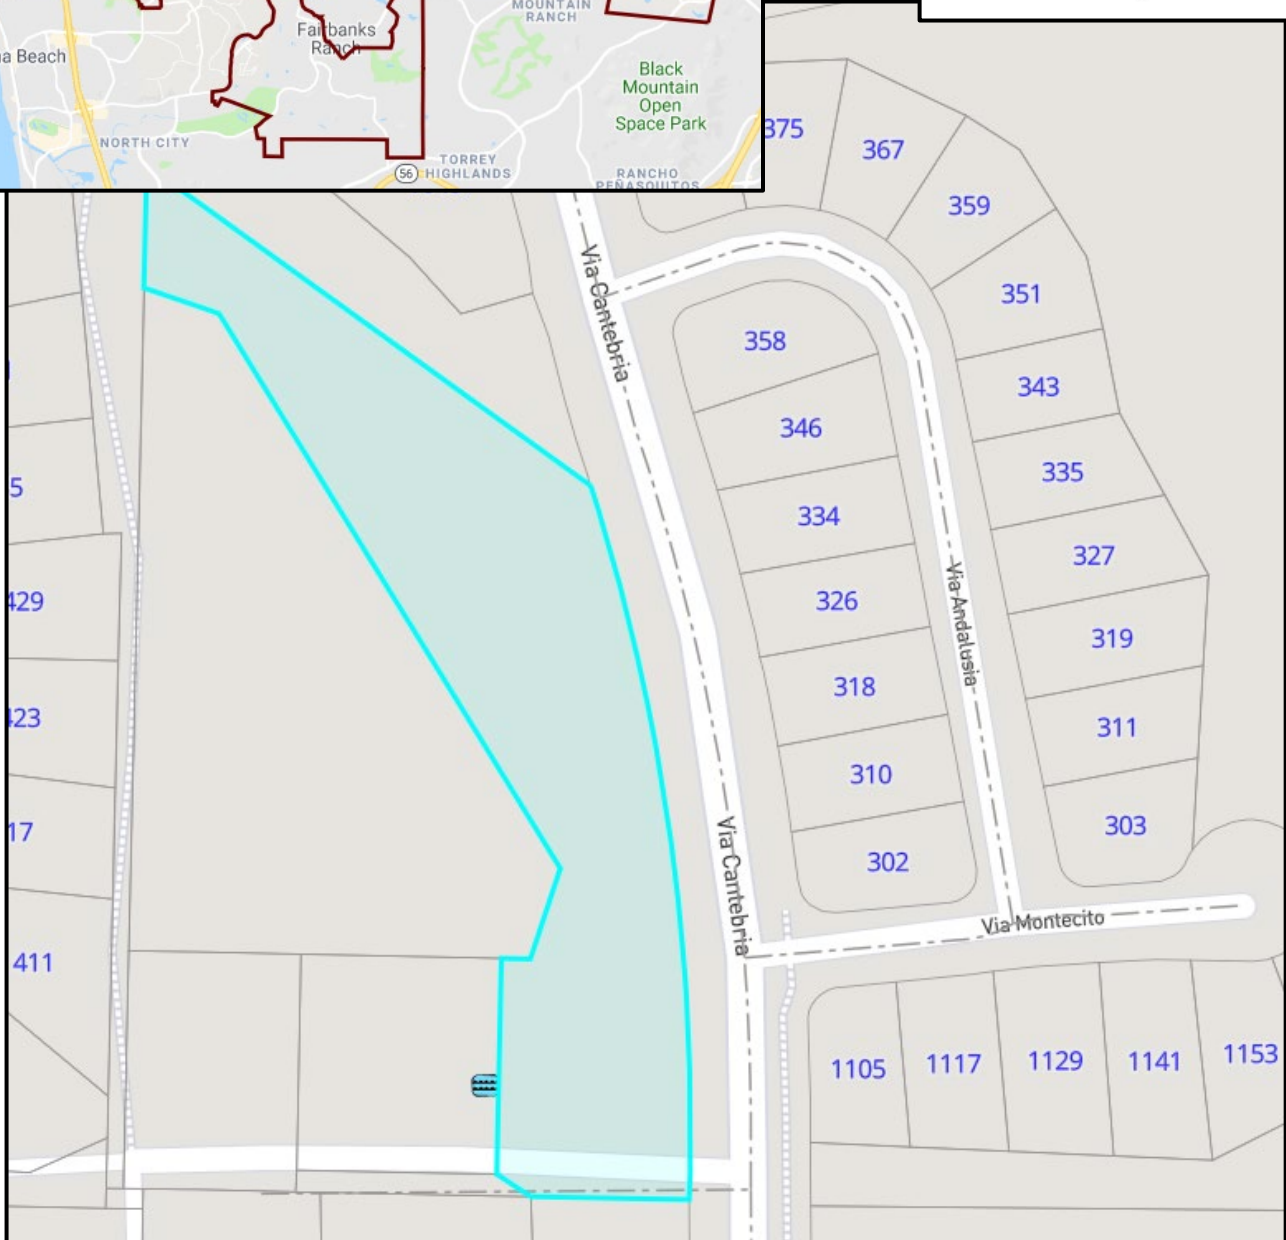 MOUNTAIN
RANCH
Fairbanks
Ranch
a Beach
Black
Mountain
Open
Space Park
NORTH CITY
TORREY
HIGHLANDS
56
RANCHO
PEÑASQUITOS
375
367
359
351
343
335
327
319
311
303
Via Cantebria
358
346
334
326
318
310
302
Via Andalusia
5
429
423
17
411
Via Cantebria
Via Montecito
1105
1117
1129
1141
1153